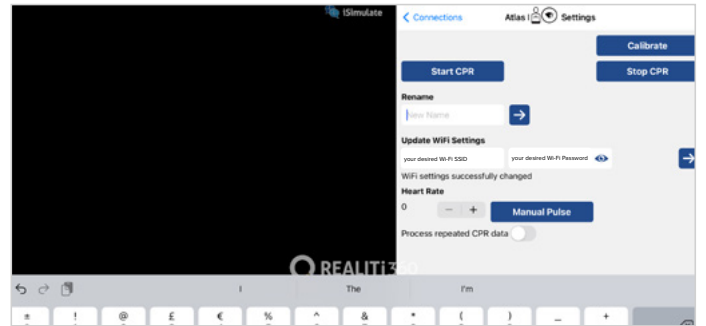 iSimulate
Connections
Atlas I Settings
Calibrate
Start CPR
Stop CPR
Rename
New Name
Update WiFi Settings
your desired Wi-Fi SSID
your desired Wi-Fi Password
WiFi settings successfully changed
Heart Rate
0 − + Manual Pulse
Process repeated CPR data
REALITi 360
I The I'm
± ! @ £ € % ^ & * ( ) _ +